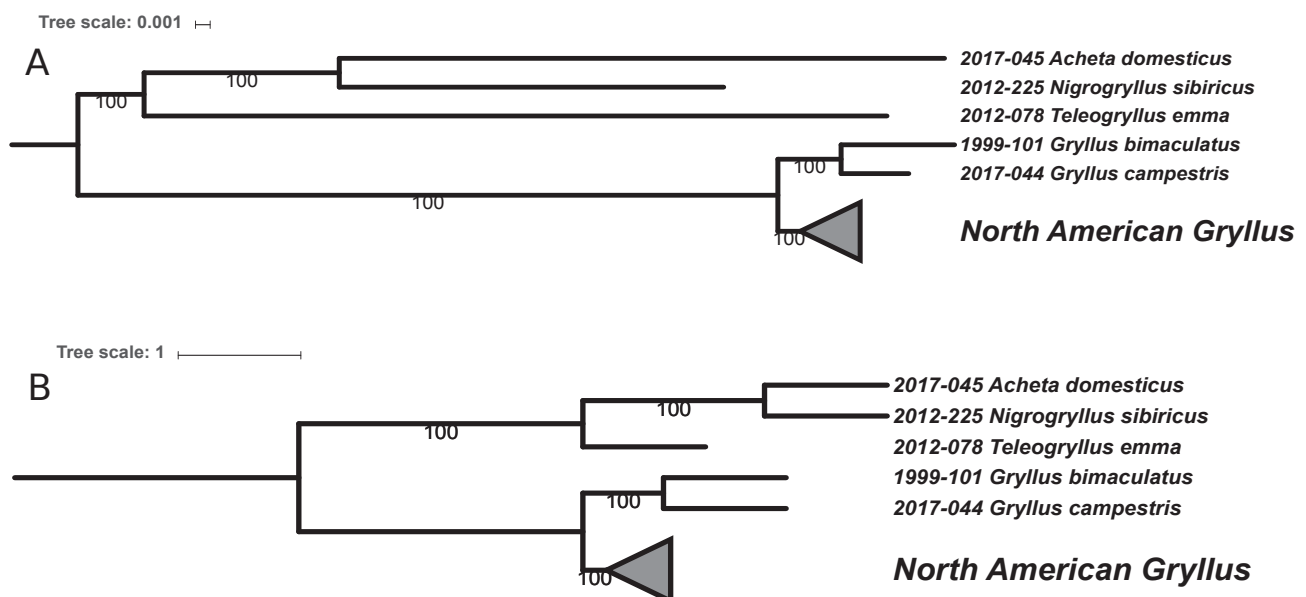 Tree scale: 0.001
A
2017-045 Acheta domesticus
100
2012-225 Nigrogryllus sibiricus
100
2012-078 Teleogryllus emma
1999-101 Gryllus bimaculatus
100
2017-044 Gryllus campestris
100
North American Gryllus
100
Tree scale: 1
B
2017-045 Acheta domesticus
100
2012-225 Nigrogryllus sibiricus
100
2012-078 Teleogryllus emma
1999-101 Gryllus bimaculatus
100
2017-044 Gryllus campestris
North American Gryllus
100